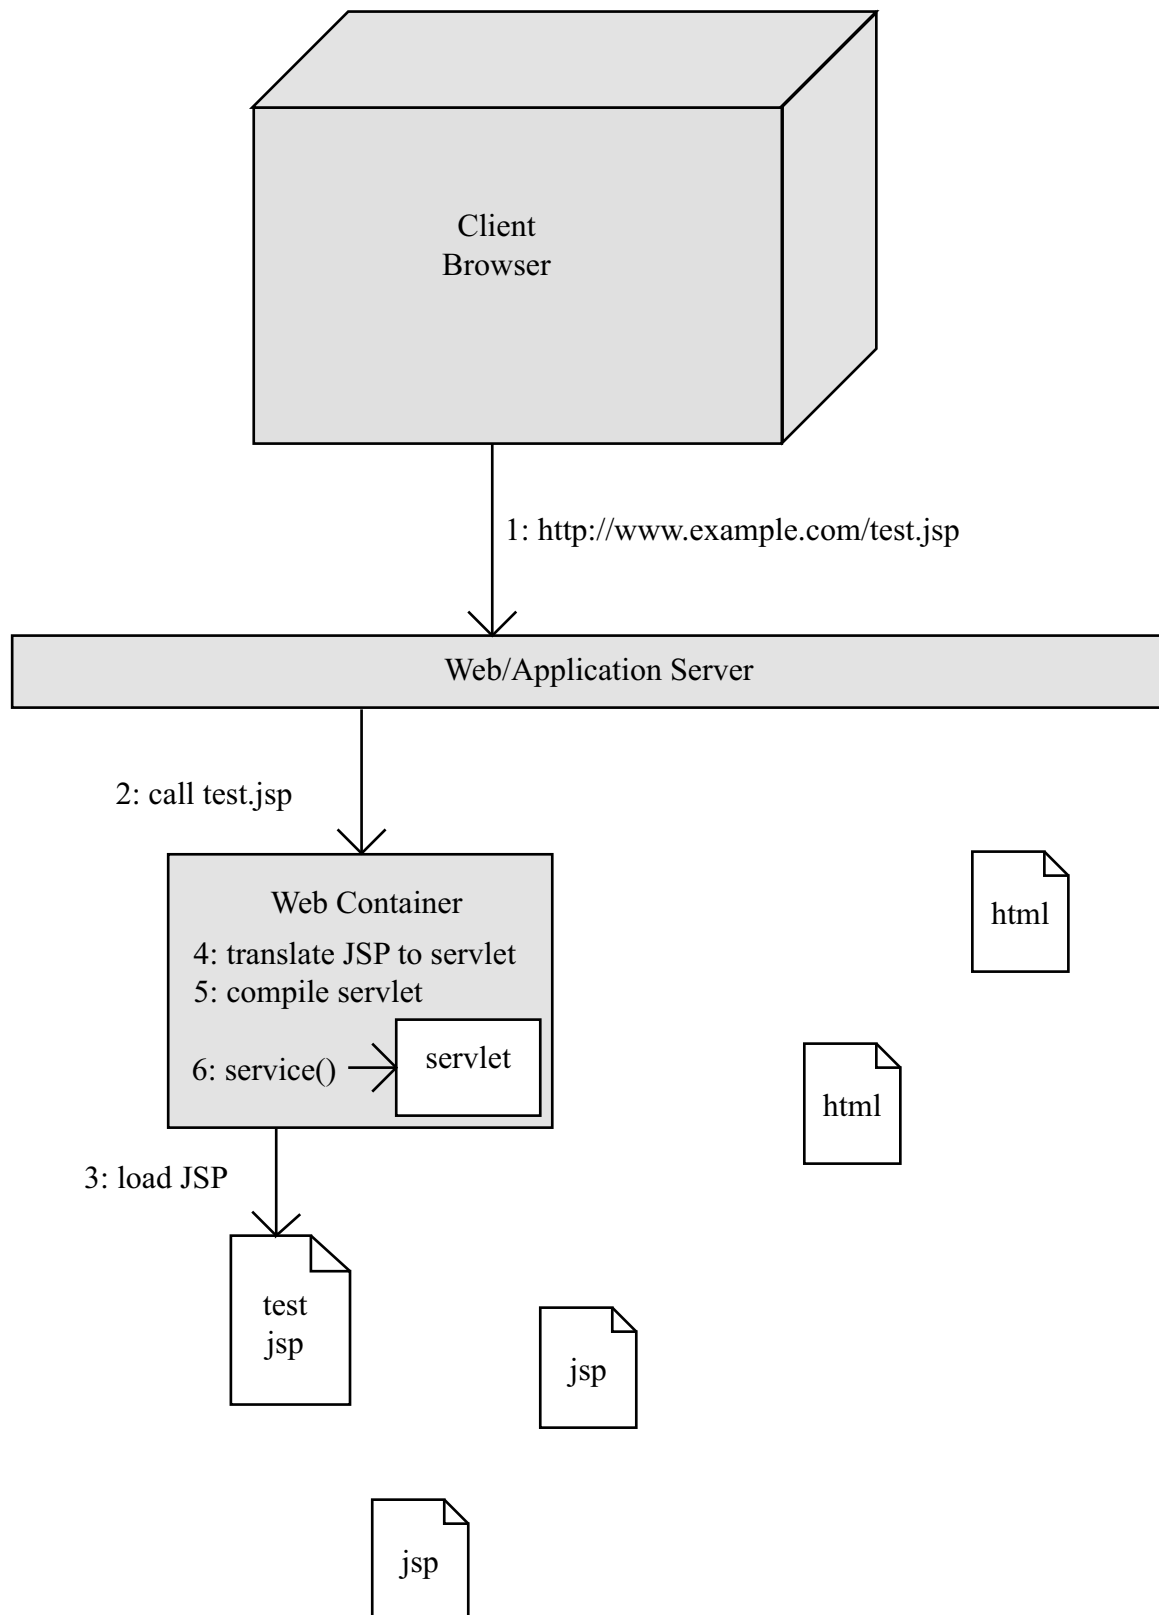 Client
Browser
1: http://www.example.com/test.jsp
Web/Application Server
2: call test.jsp
Web Container
4: translate JSP to servlet
5: compile servlet
6: service()
servlet
html
html
3: load JSP
test
jsp
jsp
jsp